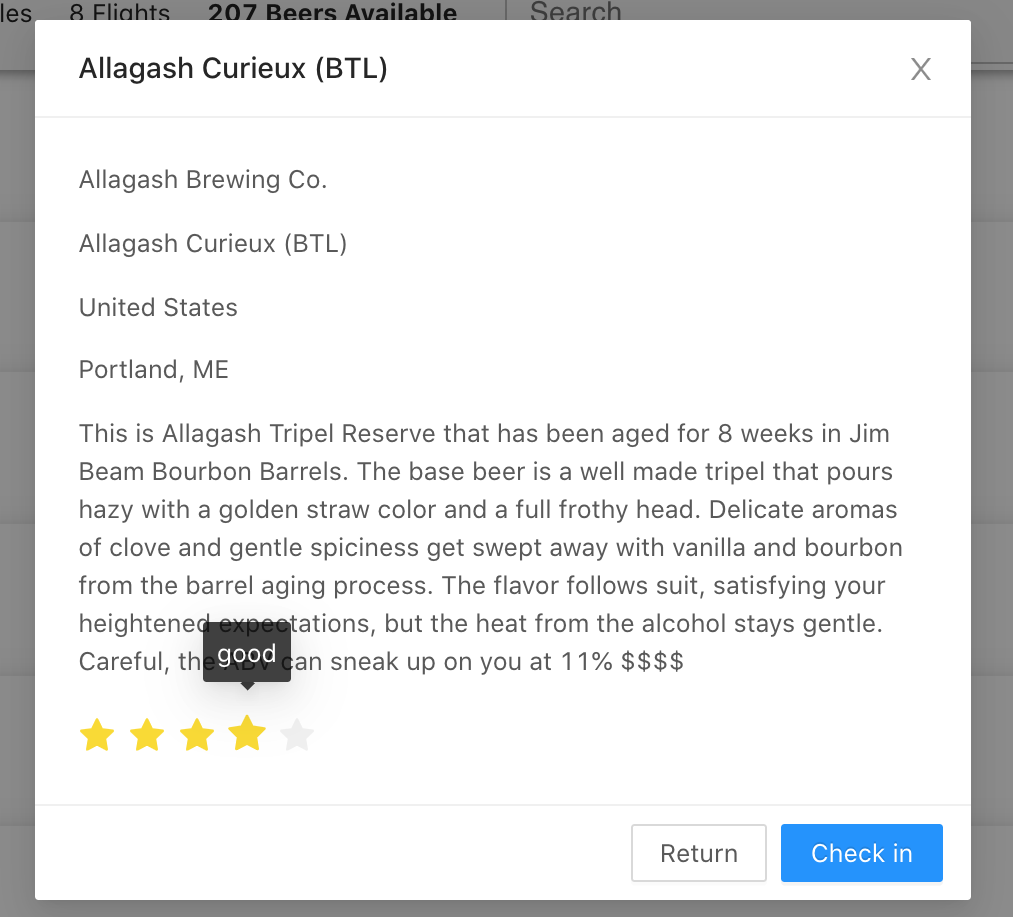 les 8 Flights 207 Beers Available Search
Allagash Curieux (BTL) X
Allagash Brewing Co.
Allagash Curieux (BTL)
United States
Portland, ME
This is Allagash Tripel Reserve that has been aged for 8 weeks in Jim
Beam Bourbon Barrels. The base beer is a well made tripel that pours
hazy with a golden straw color and a full frothy head. Delicate aromas
of clove and gentle spiciness get swept away with vanilla and bourbon
from the barrel aging process. The flavor follows suit, satisfying your
heightened expectations, but the heat from the alcohol stays gentle.
good
Careful, the ABV can sneak up on you at 11% $$$$
Return Check in